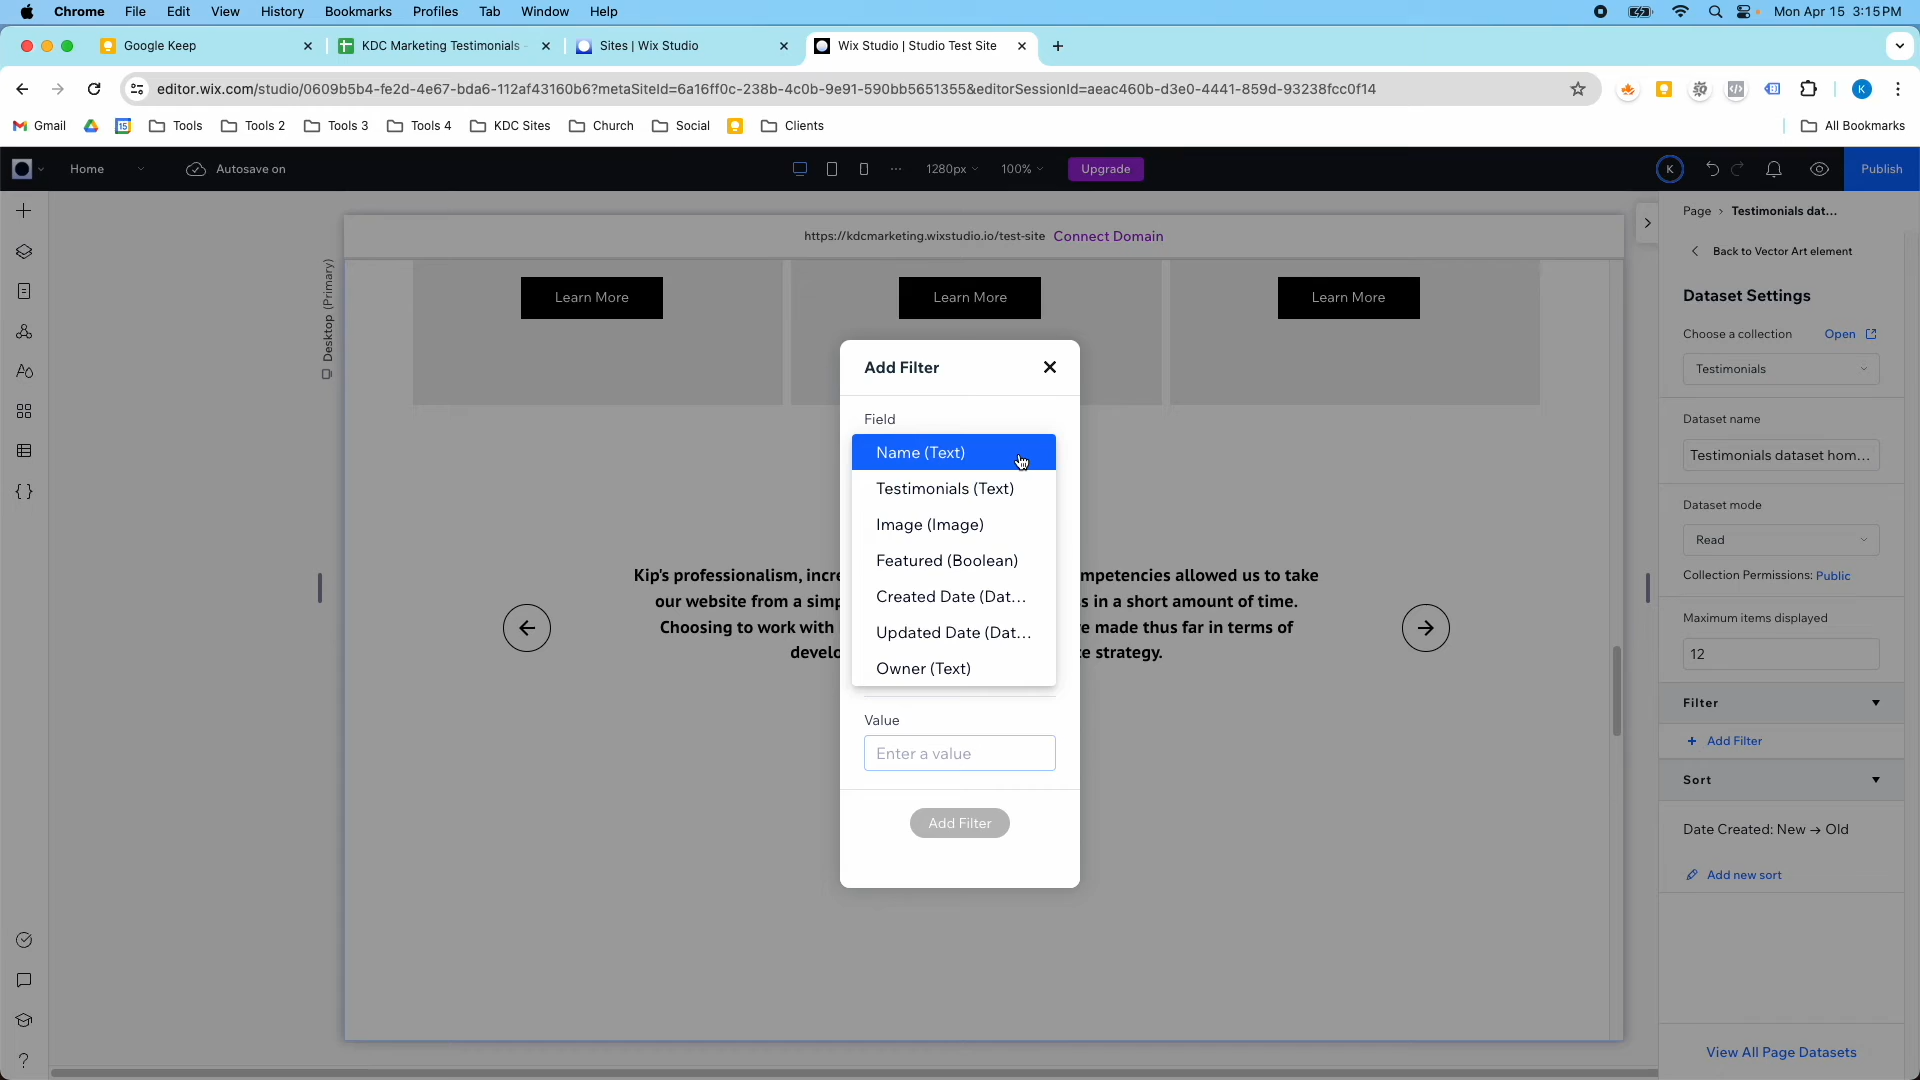 Chrome File Edit View History Bookmarks Profiles Tab Window Help Mon Apr 15 3:15 PM
Google Keep KDC Marketing Testimonials - Sites | Wix Studio Wix Studio | Studio Test Site
editor.wix.com/studio/0609b5b4-fe2d-4e67-bda6-112af43160b6?metaSiteId=6a16ff0c-238b-4c0b-9e91-590bb5651355&editorSessionId=aeac460b-d3e0-4441-859d-93238fcc0f14 K
Gmail Tools Tools 2 Tools 3 Tools 4 KDC Sites Church Social Clients All Bookmarks
Home Autosave on 1280px 100% Upgrade K Publish
Page > Testimonials dat...
https://kdcmarketing.wixstudio.io/test-site Connect Domain
Back to Vector Art element
Desktop (Primary)
Learn More Learn More Learn More
Dataset Settings
Choose a collection Open
Testimonials
Dataset name
Testimonials dataset hom...
Dataset mode
Read
Collection Permissions: Public
Maximum items displayed
12
Filter
+ Add Filter
Sort
Date Created: New → Old
Add new sort
View All Page Datasets
Add Filter
Field
Name (Text)
Testimonials (Text)
Image (Image)
Featured (Boolean)
Created Date (Dat...
Updated Date (Dat...
Owner (Text)
Value
Enter a value
Add Filter
Kip's professionalism, incre mpetencies allowed us to take
our website from a simp s in a short amount of time.
Choosing to work with e made thus far in terms of
develo e strategy.